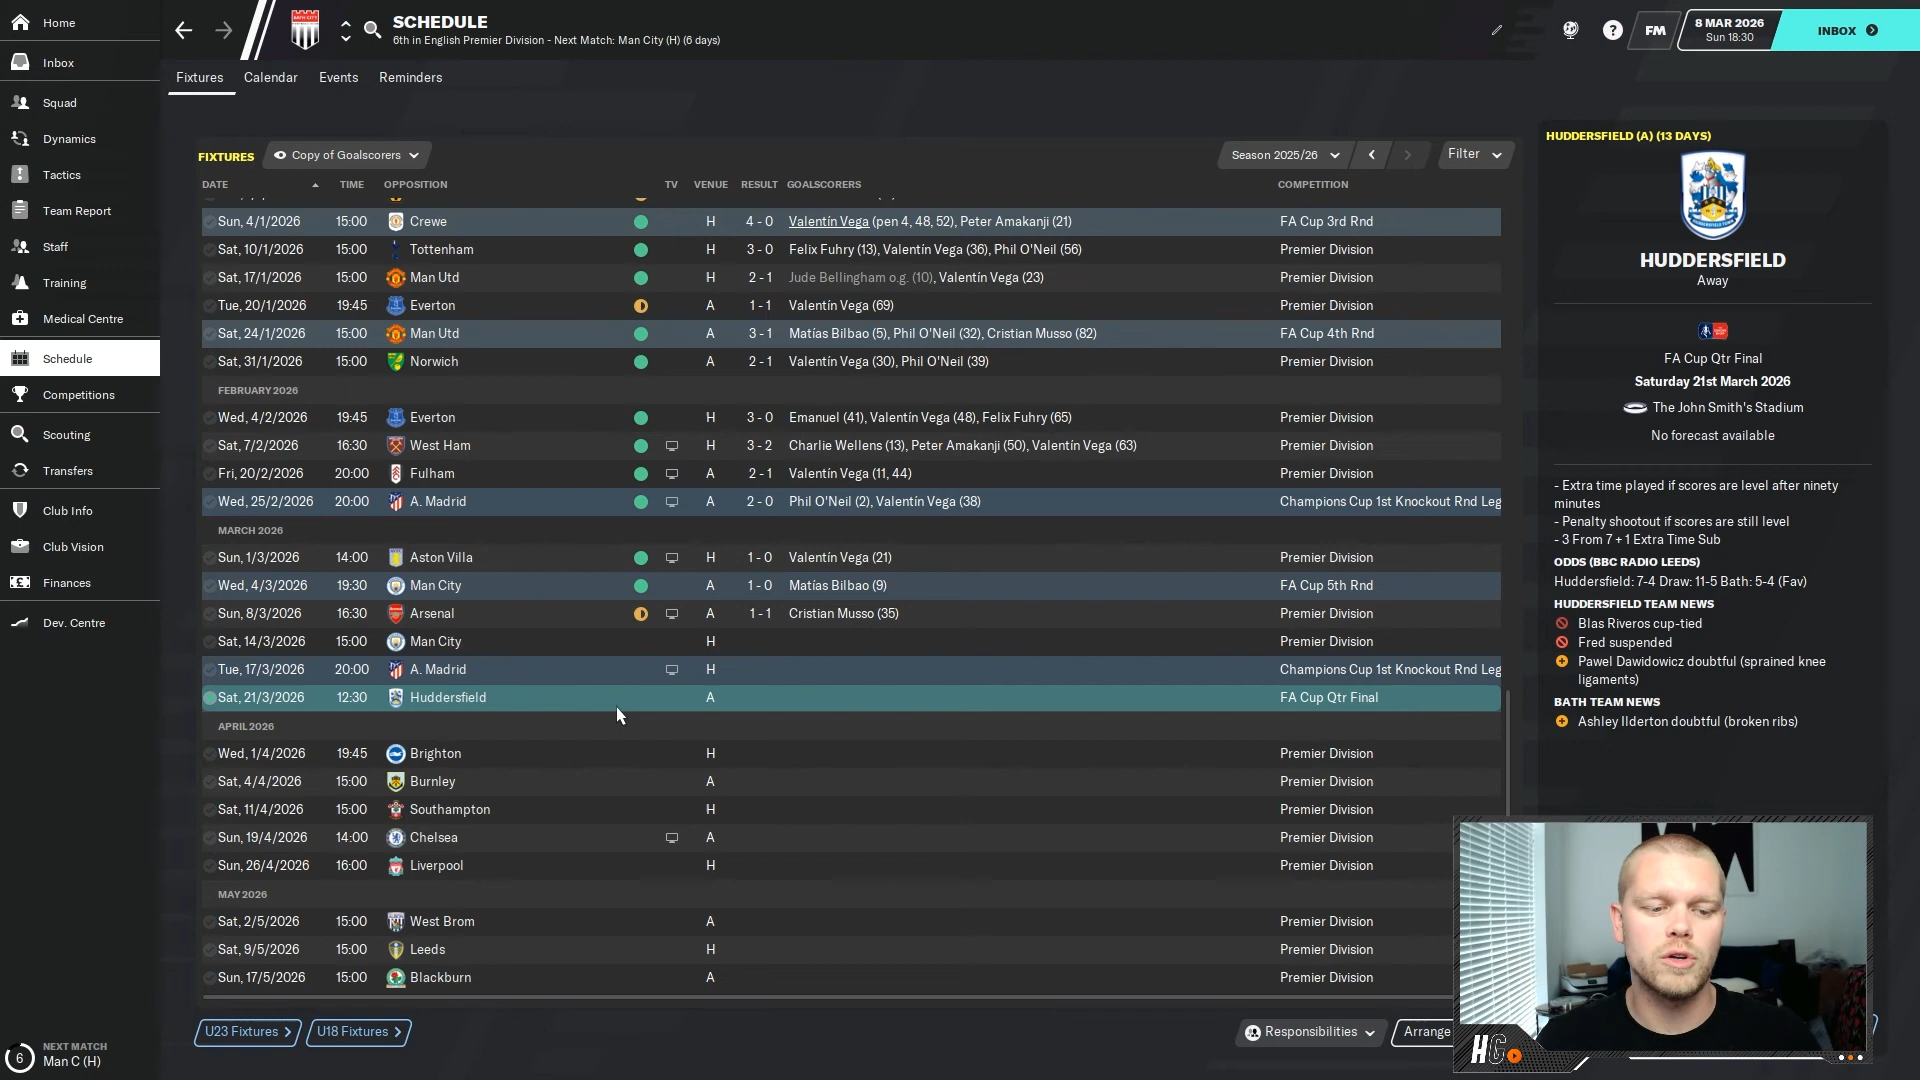 Home
Inbox
Squad
Dynamics
Tactics
Team Report
Staff
Training
Medical Centre
Schedule
Competitions
Scouting
Transfers
Club Info
Club Vision
Finances
Dev. Centre
6 NEXT MATCH
Man C (H)
BATH CITY
SCHEDULE
6th in English Premier Division - Next Match: Man City (H) (6 days)
FM
8 MAR 2026
Sun 18:30
INBOX
Fixtures Calendar Events Reminders
FIXTURES Copy of Goalscorers Season 2025/26 Filter
DATE TIME OPPOSITION TV VENUE RESULT GOALSCORERS COMPETITION
Sun, 4/1/2026 15:00 Crewe H 4 - 0 Valentín Vega (pen 4, 48, 52), Peter Amakanji (21) FA Cup 3rd Rnd
Sat, 10/1/2026 15:00 Tottenham H 3 - 0 Felix Fuhry (13), Valentín Vega (36), Phil O'Neil (56) Premier Division
Sat, 17/1/2026 15:00 Man Utd H 2 - 1 Jude Bellingham o.g. (10), Valentín Vega (23) Premier Division
Tue, 20/1/2026 19:45 Everton A 1 - 1 Valentín Vega (69) Premier Division
Sat, 24/1/2026 15:00 Man Utd A 3 - 1 Matías Bilbao (5), Phil O'Neil (32), Cristian Musso (82) FA Cup 4th Rnd
Sat, 31/1/2026 15:00 Norwich A 2 - 1 Valentín Vega (30), Phil O'Neil (39) Premier Division
FEBRUARY 2026
Wed, 4/2/2026 19:45 Everton H 3 - 0 Emanuel (41), Valentín Vega (48), Felix Fuhry (65) Premier Division
Sat, 7/2/2026 16:30 West Ham H 3 - 2 Charlie Wellens (13), Peter Amakanji (50), Valentín Vega (63) Premier Division
Fri, 20/2/2026 20:00 Fulham A 2 - 1 Valentín Vega (11, 44) Premier Division
Wed, 25/2/2026 20:00 A. Madrid A 2 - 0 Phil O'Neil (2), Valentín Vega (38) Champions Cup 1st Knockout Rnd Leg
MARCH 2026
Sun, 1/3/2026 14:00 Aston Villa H 1 - 0 Valentín Vega (21) Premier Division
Wed, 4/3/2026 19:30 Man City A 1 - 0 Matías Bilbao (9) FA Cup 5th Rnd
Sun, 8/3/2026 16:30 Arsenal A 1 - 1 Cristian Musso (35) Premier Division
Sat, 14/3/2026 15:00 Man City H Premier Division
Tue, 17/3/2026 20:00 A. Madrid H Champions Cup 1st Knockout Rnd Leg
Sat, 21/3/2026 12:30 Huddersfield A FA Cup Qtr Final
APRIL 2026
Wed, 1/4/2026 19:45 Brighton H Premier Division
Sat, 4/4/2026 15:00 Burnley A Premier Division
Sat, 11/4/2026 15:00 Southampton H Premier Division
Sun, 19/4/2026 14:00 Chelsea A Premier Division
Sun, 26/4/2026 16:00 Liverpool H Premier Division
MAY 2026
Sat, 2/5/2026 15:00 West Brom A Premier Division
Sat, 9/5/2026 15:00 Leeds H Premier Division
Sun, 17/5/2026 15:00 Blackburn A Premier Division
U23 Fixtures U18 Fixtures Responsibilities Arrange
HUDDERSFIELD (A) (13 DAYS)
HUDDERSFIELD
Away
FA Cup Qtr Final
Saturday 21st March 2026
The John Smith's Stadium
No forecast available
- Extra time played if scores are level after ninety
minutes
- Penalty shootout if scores are still level
- 3 From 7 + 1 Extra Time Sub
ODDS (BBC RADIO LEEDS)
Huddersfield: 7-4 Draw: 11-5 Bath: 5-4 (Fav)
HUDDERSFIELD TEAM NEWS
Blas Riveros cup-tied
Fred suspended
Pawel Dawidowicz doubtful (sprained knee
ligaments)
BATH TEAM NEWS
Ashley Ilderton doubtful (broken ribs)
HG